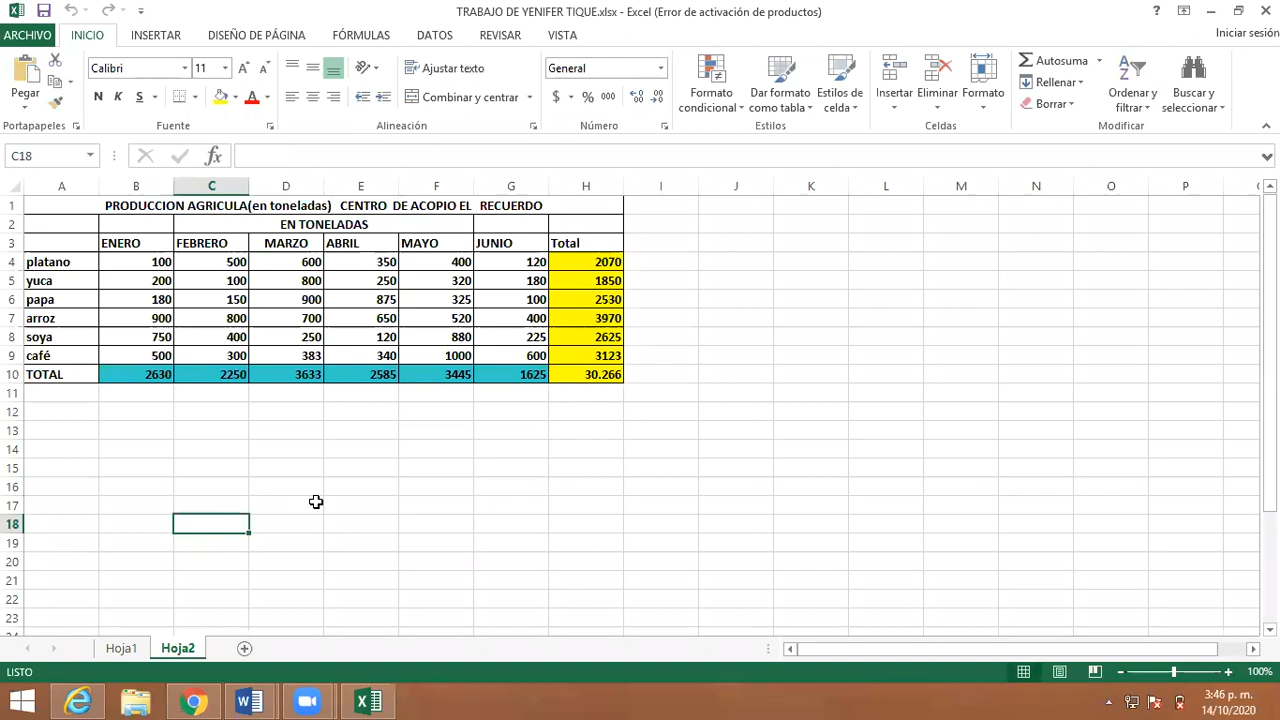 TRABAJO DE YENIFER TIQUE.xlsx - Excel (Error de activación de productos)
ARCHIVO INICIO INSERTAR DISEÑO DE PÁGINA FÓRMULAS DATOS REVISAR VISTA Iniciar sesión
Calibri 11 Ajustar texto General Autosuma
Pegar N K S Combinar y centrar $ % 000 Formato condicional Dar formato como tabla Estilos de celda Insertar Eliminar Formato Rellenar Borrar Ordenar y filtrar Buscar y seleccionar
Portapapeles Fuente Alineación Número Estilos Celdas Modificar
C18 fx
A B C D E F G H I J K L M N O P
1 PRODUCCION AGRICULA(en toneladas) CENTRO DE ACOPIO EL RECUERDO
2 EN TONELADAS
3 ENERO FEBRERO MARZO ABRIL MAYO JUNIO Total
4 platano 100 500 600 350 400 120 2070
5 yuca 200 100 800 250 320 180 1850
6 papa 180 150 900 875 325 100 2530
7 arroz 900 800 700 650 520 400 3970
8 soya 750 400 250 120 880 225 2625
9 café 500 300 383 340 1000 600 3123
10 TOTAL 2630 2250 3633 2585 3445 1625 30.266
11
12
13
14
15
16
17
18
19
20
21
22
23
Hoja1 Hoja2
LISTO 100%
3:46 p. m.
14/10/2020